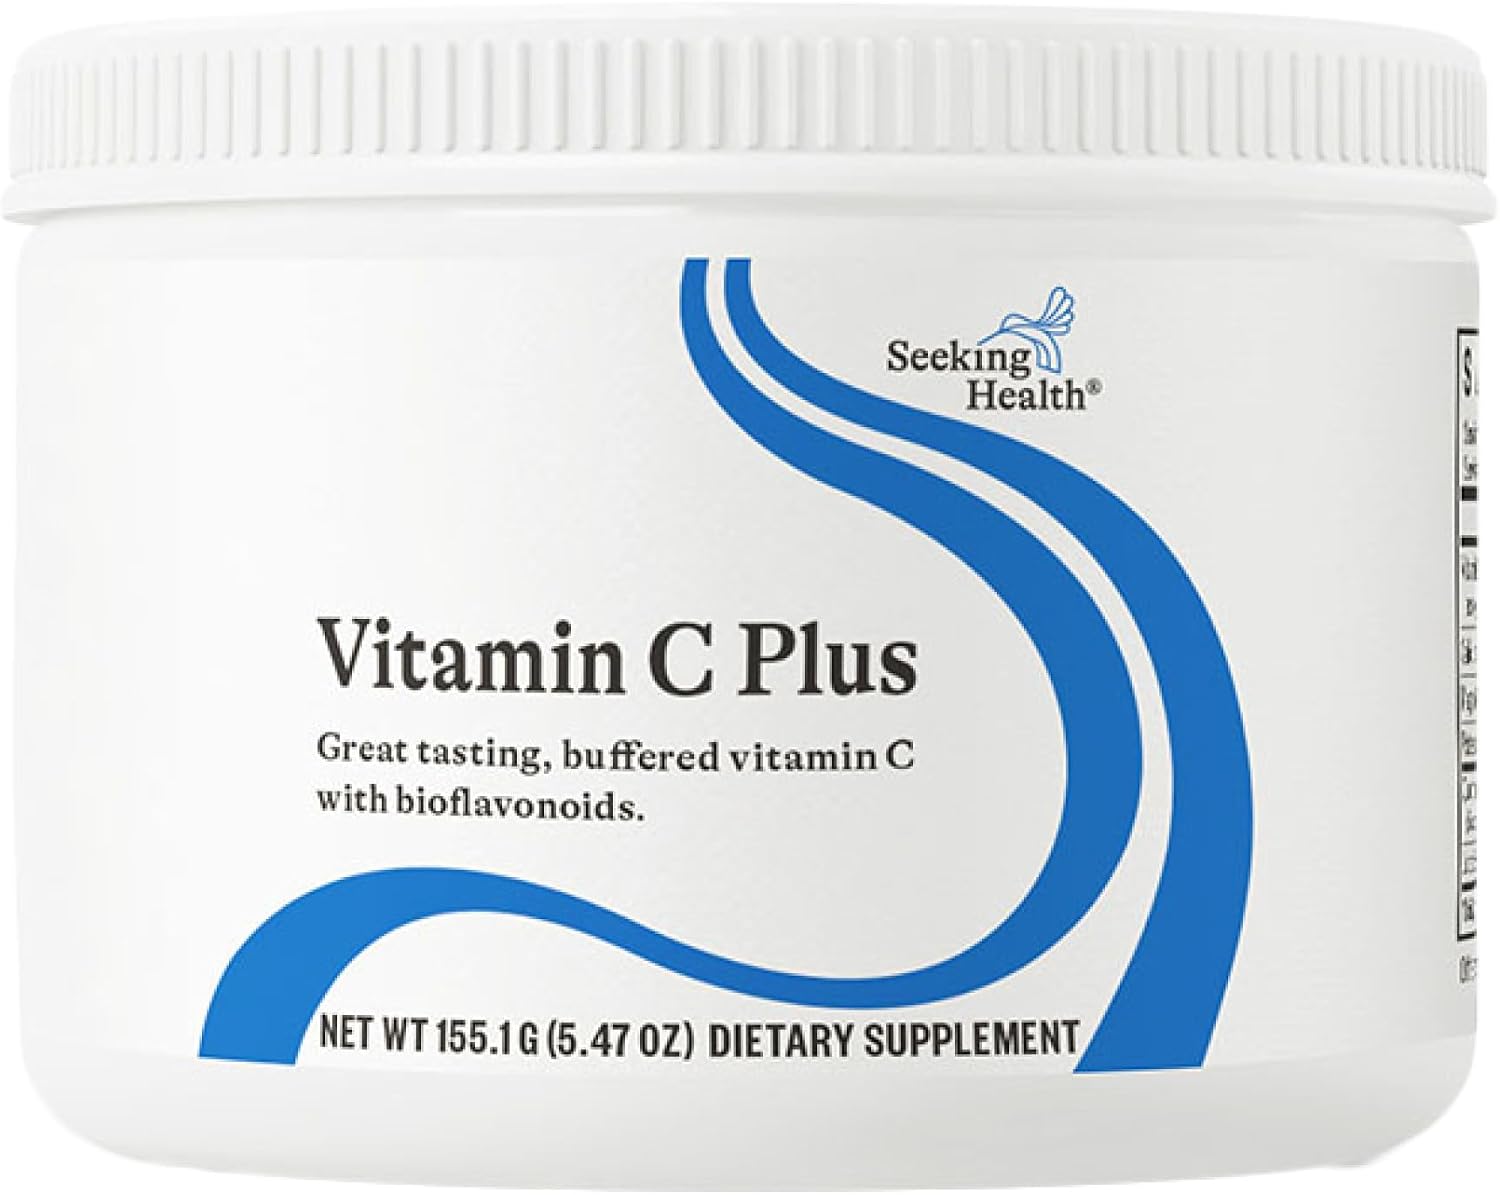 Seeking
Health®
Vitamin C Plus
Great tasting, buffered vitamin C
with bioflavonoids.
NET WT 155.1 G (5.47 OZ) DIETARY SUPPLEMENT